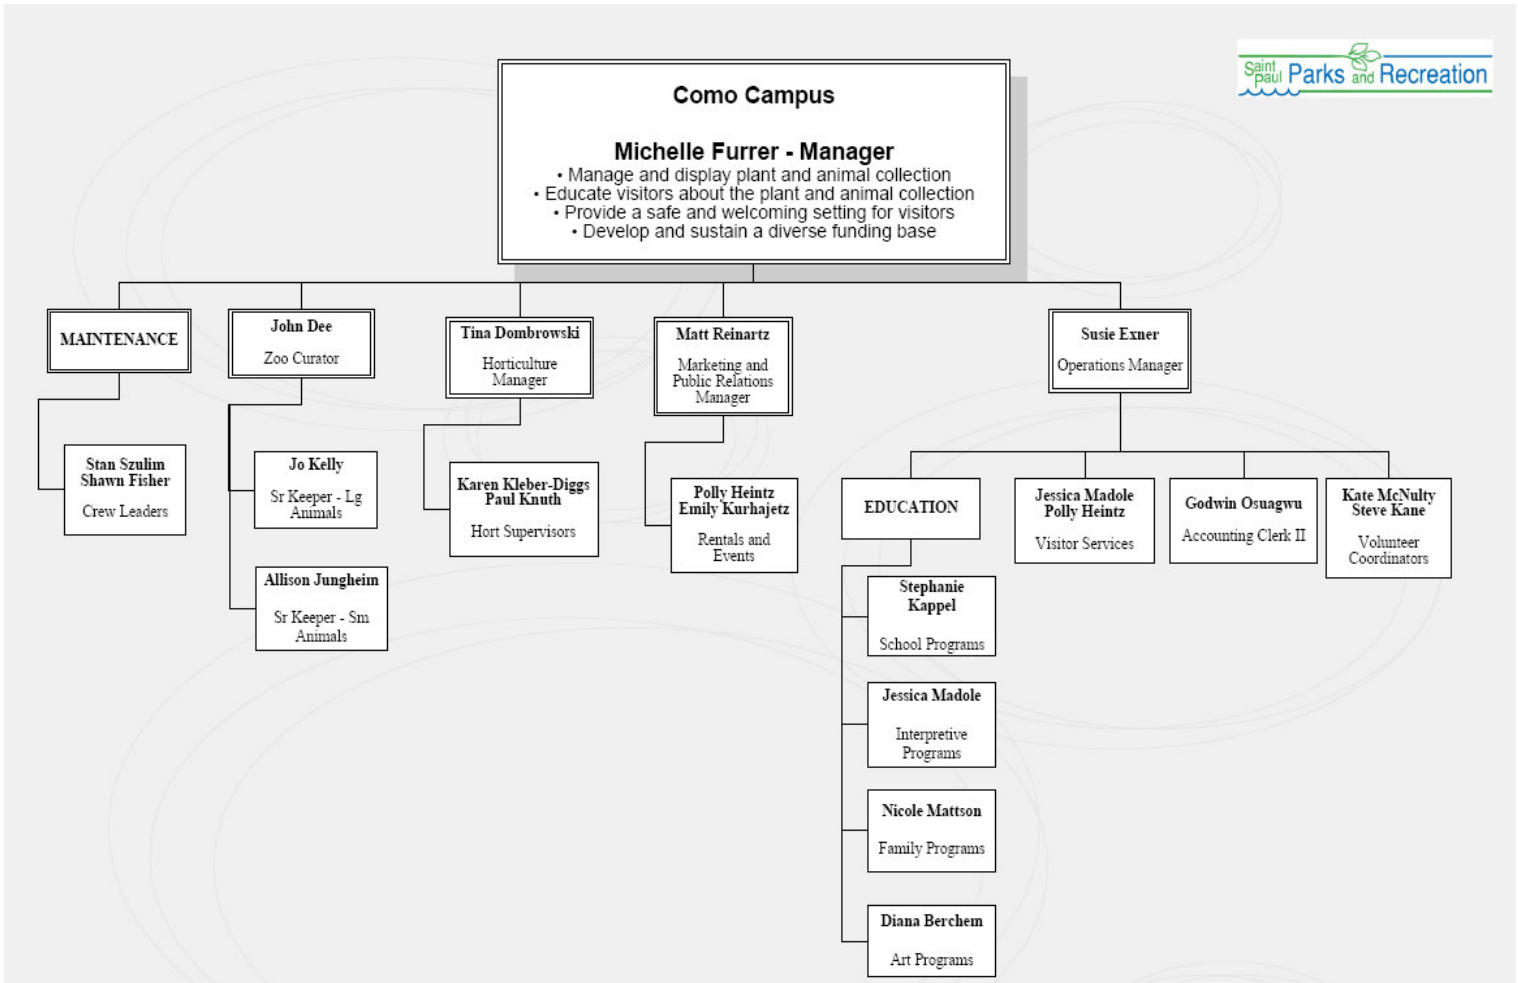 Saint Paul Parks and Recreation
Como Campus
Michelle Furrer - Manager
• Manage and display plant and animal collection
• Educate visitors about the plant and animal collection
• Provide a safe and welcoming setting for visitors
• Develop and sustain a diverse funding base
MAINTENANCE
John Dee
Zoo Curator
Tina Dombrowski
Horticulture
Manager
Matt Reinartz
Marketing and
Public Relations
Manager
Susie Exner
Operations Manager
Stan Szulim
Shawn Fisher
Crew Leaders
Jo Kelly
Sr Keeper - Lg
Animals
Allison Jungheim
Sr Keeper - Sm
Animals
Karen Kleber-Diggs
Paul Knuth
Hort Supervisors
Polly Heintz
Emily Kurhajetz
Rentals and
Events
EDUCATION
Jessica Madole
Polly Heintz
Visitor Services
Godwin Osuagwu
Accounting Clerk II
Kate McNulty
Steve Kane
Volunteer
Coordinators
Stephanie
Kappel
School Programs
Jessica Madole
Interpretive
Programs
Nicole Mattson
Family Programs
Diana Berchem
Art Programs